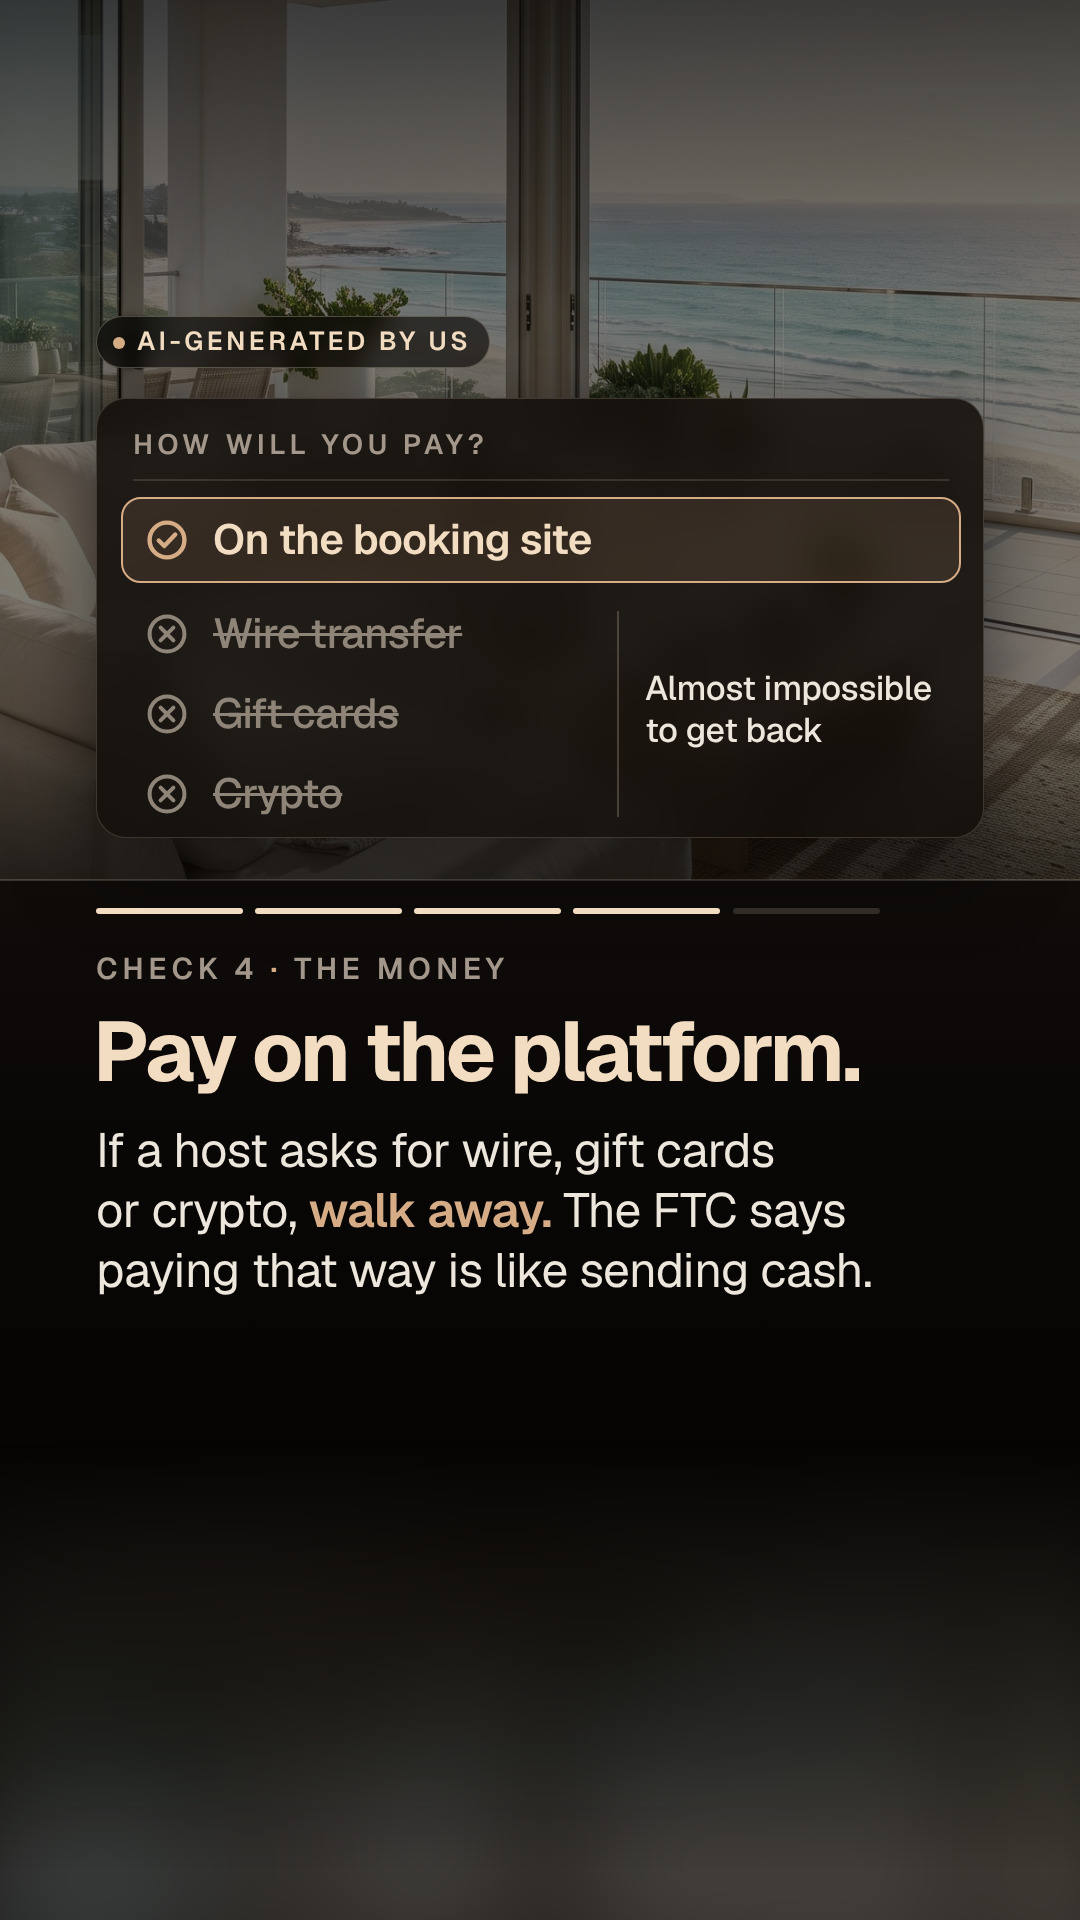 AI-GENERATED BY US
HOW WILL YOU PAY?
On the booking site
Wire transfer
Gift cards
Crypto
Almost impossible
to get back
CHECK 4 · THE MONEY
Pay on the platform.
If a host asks for wire, gift cards
or crypto, walk away. The FTC says
paying that way is like sending cash.